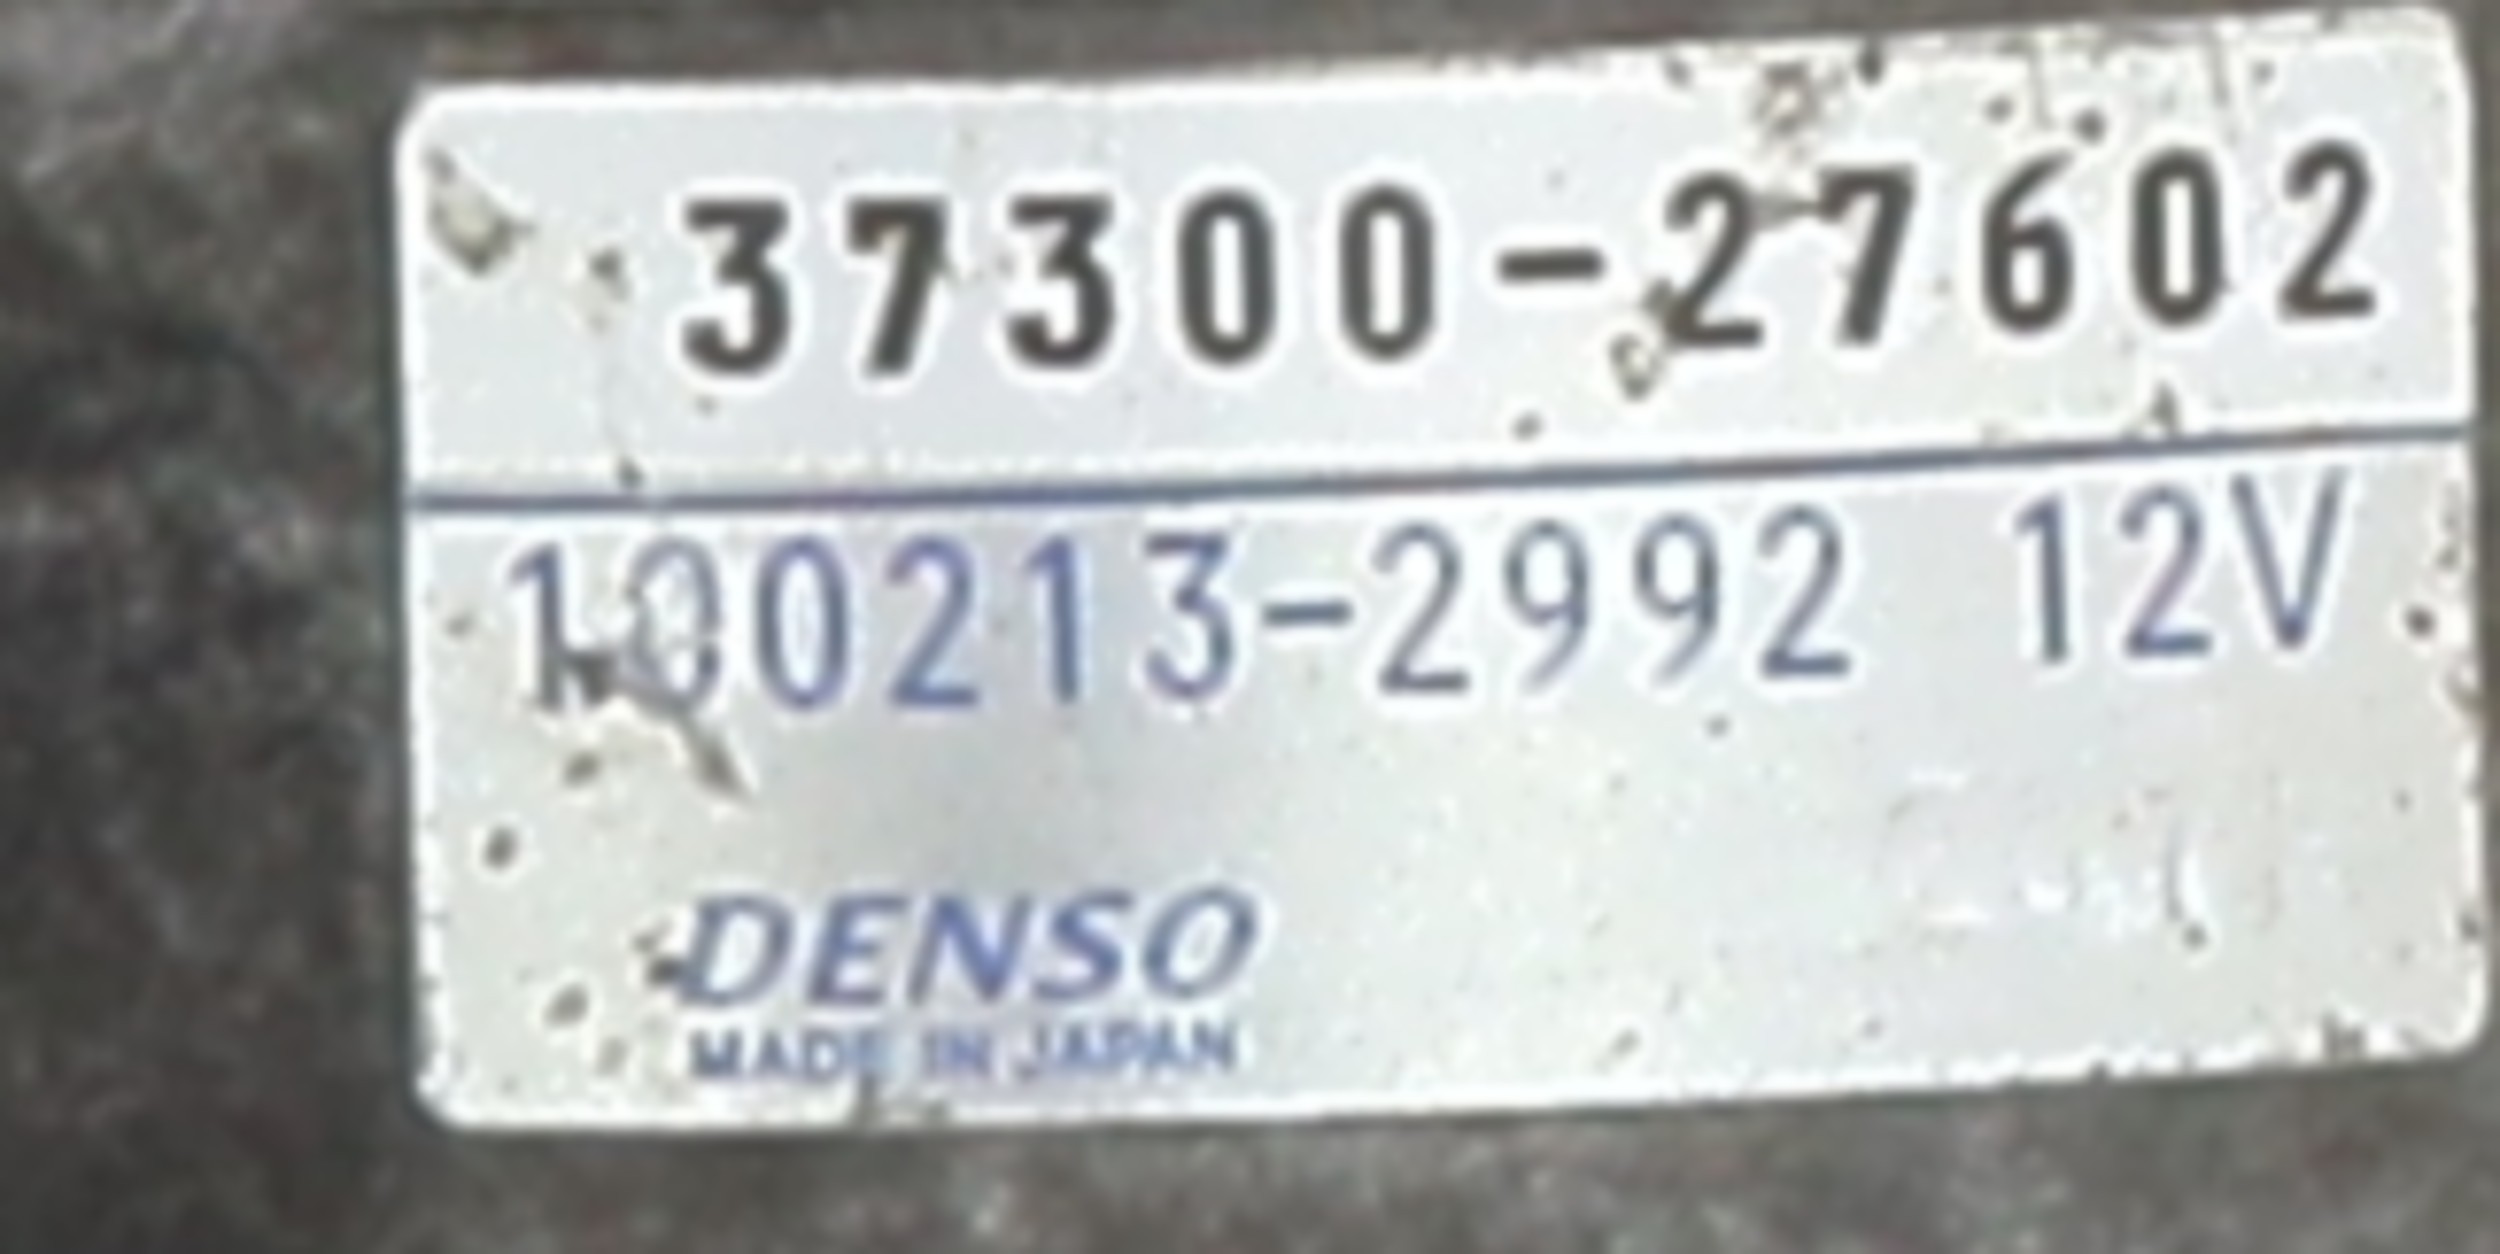 37300-27602
100213-2992 12V
DENSO
MADE IN JAPAN